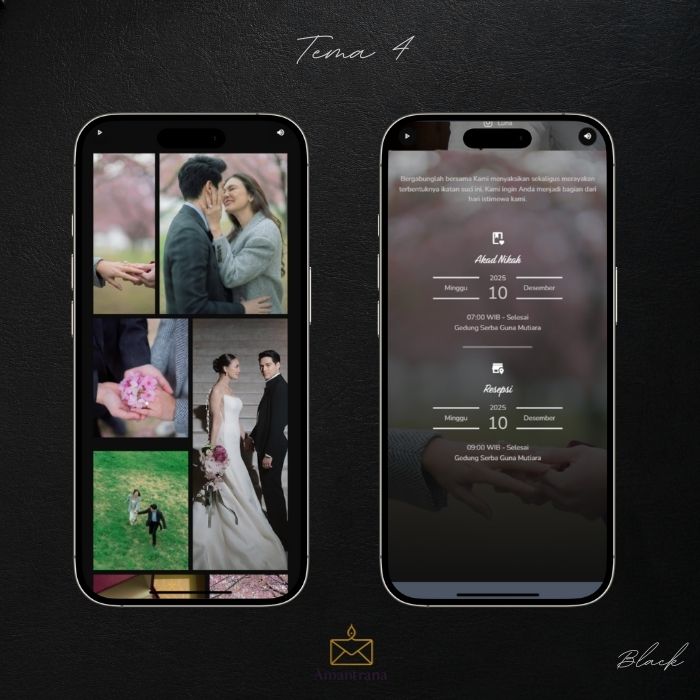 Tema 4
Luna
Bergabunglah bersama Kami menyaksikan sekaligus merayakan
terbentuknya ikatan suci ini. Kami ingin Anda menjadi bagian dari
hari istimewa kami.
Akad Nikah
2025
Minggu 10 Desember
07:00 WIB - Selesai
Gedung Serba Guna Mutiara
Resepsi
2025
Minggu 10 Desember
09:00 WIB - Selesai
Gedung Serba Guna Mutiara
Amantrana
Black